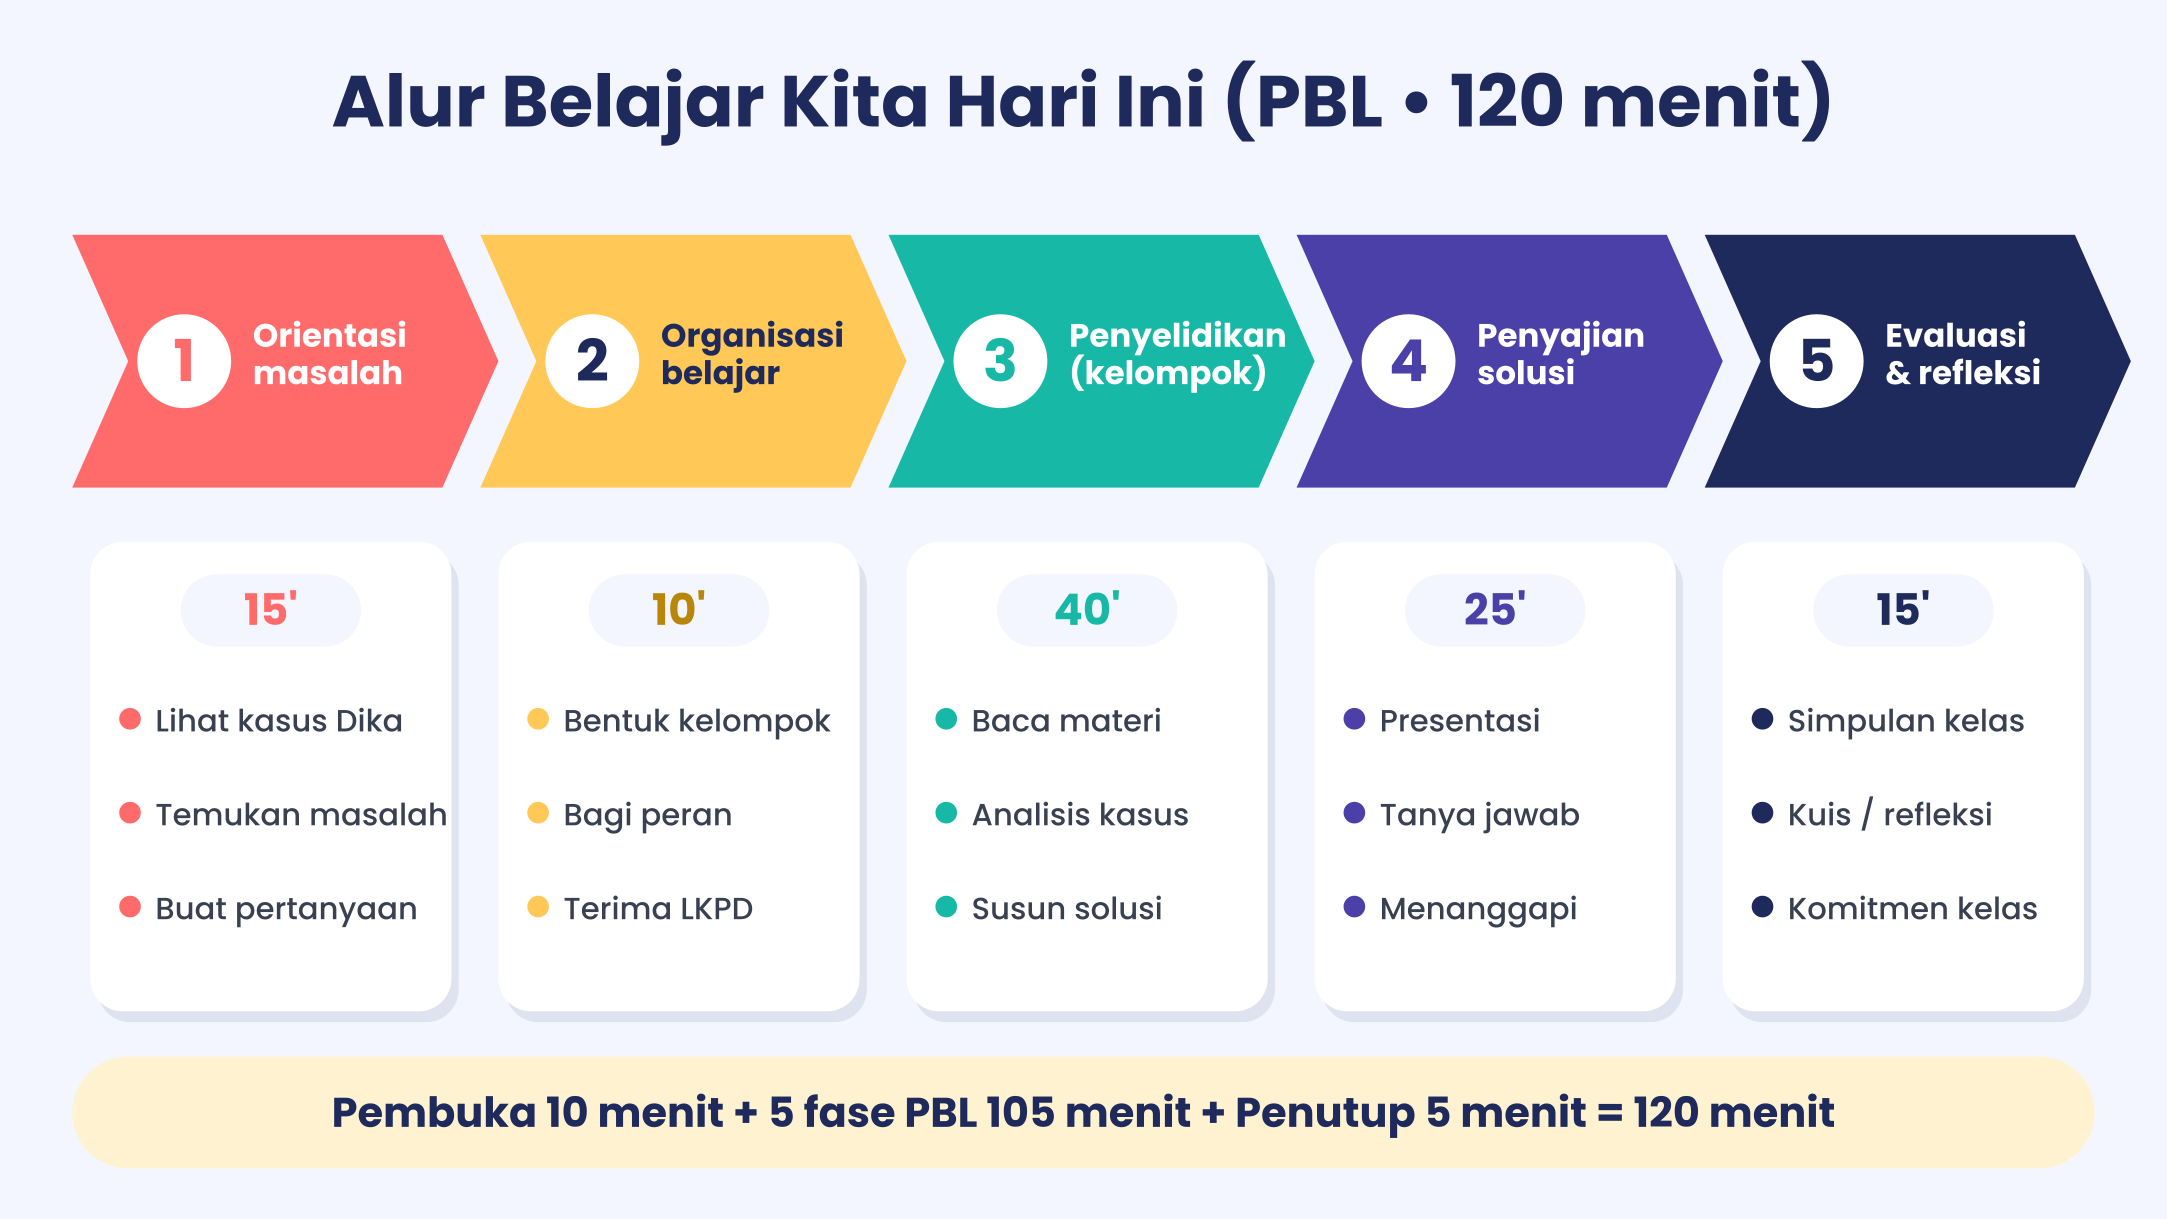 Alur Belajar Kita Hari Ini (PBL • 120 menit)
1
Orientasi
masalah
2
Organisasi
belajar
3
Penyelidikan
(kelompok)
4
Penyajian
solusi
5
Evaluasi
& refleksi
15'
Lihat kasus Dika
Temukan masalah
Buat pertanyaan
10'
Bentuk kelompok
Bagi peran
Terima LKPD
40'
Baca materi
Analisis kasus
Susun solusi
25'
Presentasi
Tanya jawab
Menanggapi
15'
Simpulan kelas
Kuis / refleksi
Komitmen kelas
Pembuka 10 menit + 5 fase PBL 105 menit + Penutup 5 menit = 120 menit